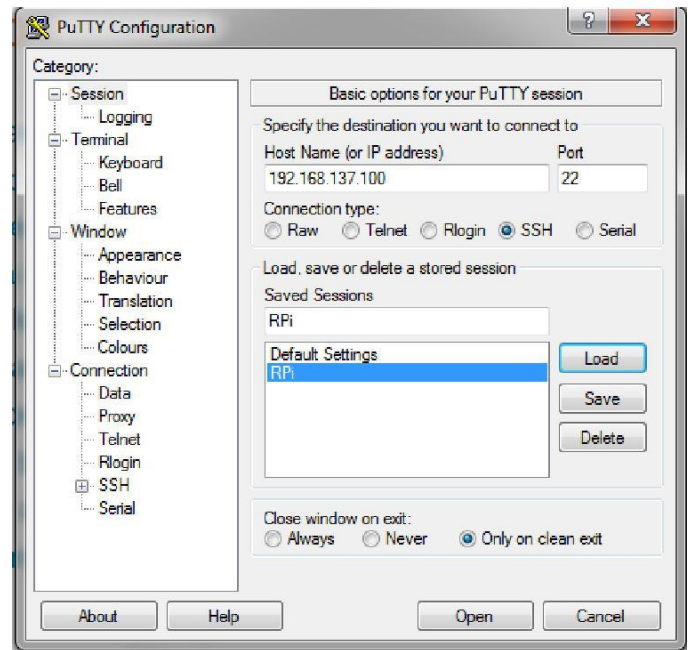 PuTTY Configuration
?
X
Category:
Session
Logging
Terminal
Keyboard
Bell
Features
Window
Appearance
Behaviour
Translation
Selection
Colours
Connection
Data
Proxy
Telnet
Rlogin
SSH
Serial
Basic options for your PuTTY session
Specify the destination you want to connect to
Host Name (or IP address) Port
192.168.137.100 22
Connection type:
Raw Telnet Rlogin SSH Serial
Load, save or delete a stored session
Saved Sessions
RPi
Default Settings
RPi
Load
Save
Delete
Close window on exit:
Always Never Only on clean exit
About Help Open Cancel